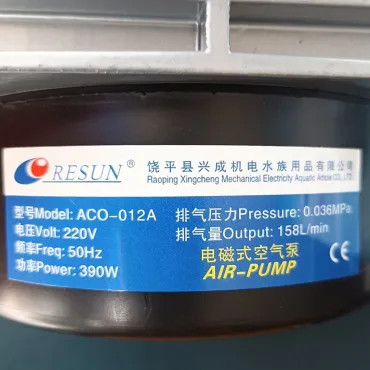 RESUN®
饶平县兴成机电水族用品有限公司
Raoping Xingcheng Mechanical Electricity Aquatic Article CO., LTD
型号Model: ACO-012A
电压Volt: 220V
频率Freq: 50Hz
功率Power: 390W
排气压力Pressure: 0.036MPa
排气量Output: 158L/min
电磁式空气泵
AIR-PUMP
CE